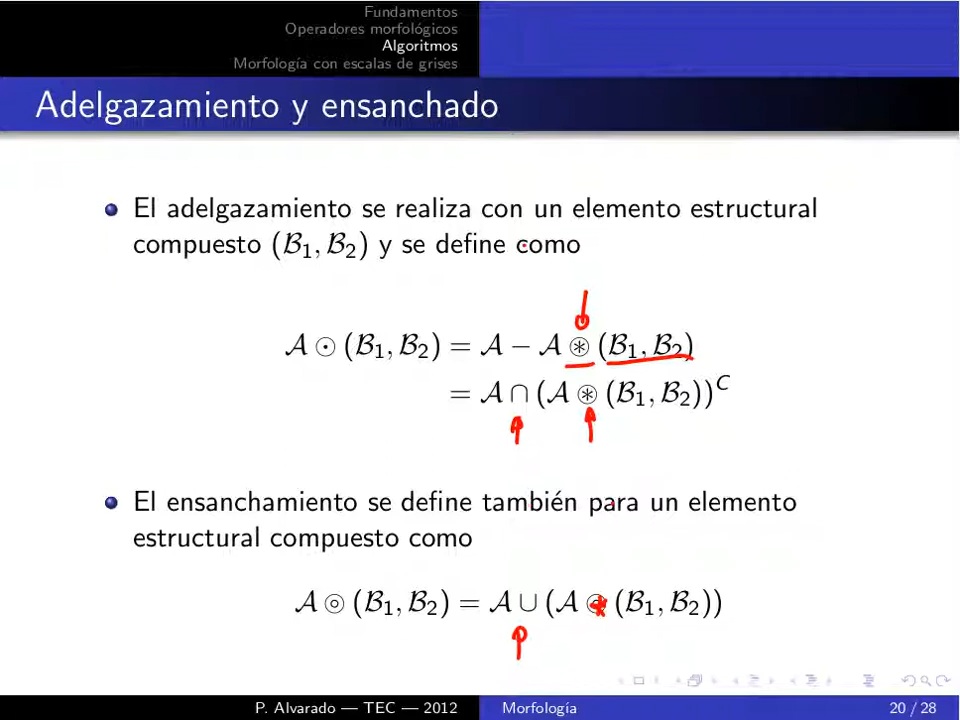 Fundamentos
Operadores morfológicos
Algoritmos
Morfología con escalas de grises
Adelgazamiento y ensanchado
El adelgazamiento se realiza con un elemento estructural
compuesto (ℬ₁, ℬ₂) y se define como
𝒜 ⊙ (ℬ₁, ℬ₂) = 𝒜 − 𝒜 ⊛ (ℬ₁, ℬ₂)
= 𝒜 ∩ (𝒜 ⊛ (ℬ₁, ℬ₂))ᶜ
El ensanchamiento se define también para un elemento
estructural compuesto como
𝒜 ⊚ (ℬ₁, ℬ₂) = 𝒜 ∪ (𝒜 ⊛ (ℬ₁, ℬ₂))
P. Alvarado — TEC — 2012
Morfología
20 / 28